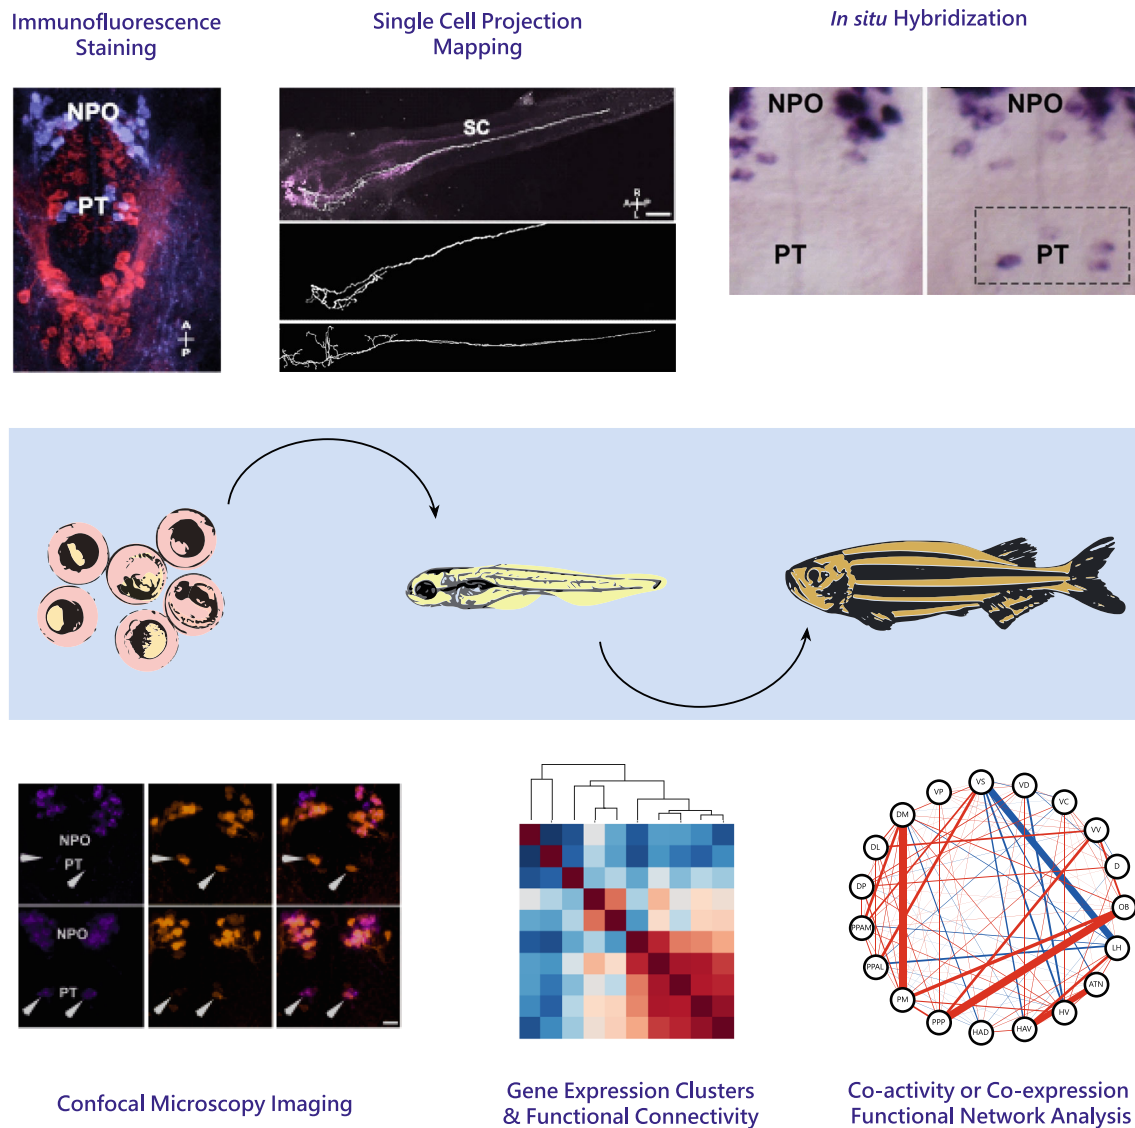 Immunofluorescence
Staining
Single Cell Projection
Mapping
In situ Hybridization
NPO
PT
A
P
SC
R
A P
L
NPO
PT
NPO
PT
NPO
PT
NPO
PT
VS
VD
VP
VC
DM
VV
DL
D
DP
OB
PPAM
LH
PPAL
ATN
PM
HV
PPP
HAV
HAD
Confocal Microscopy Imaging
Gene Expression Clusters
& Functional Connectivity
Co-activity or Co-expression
Functional Network Analysis